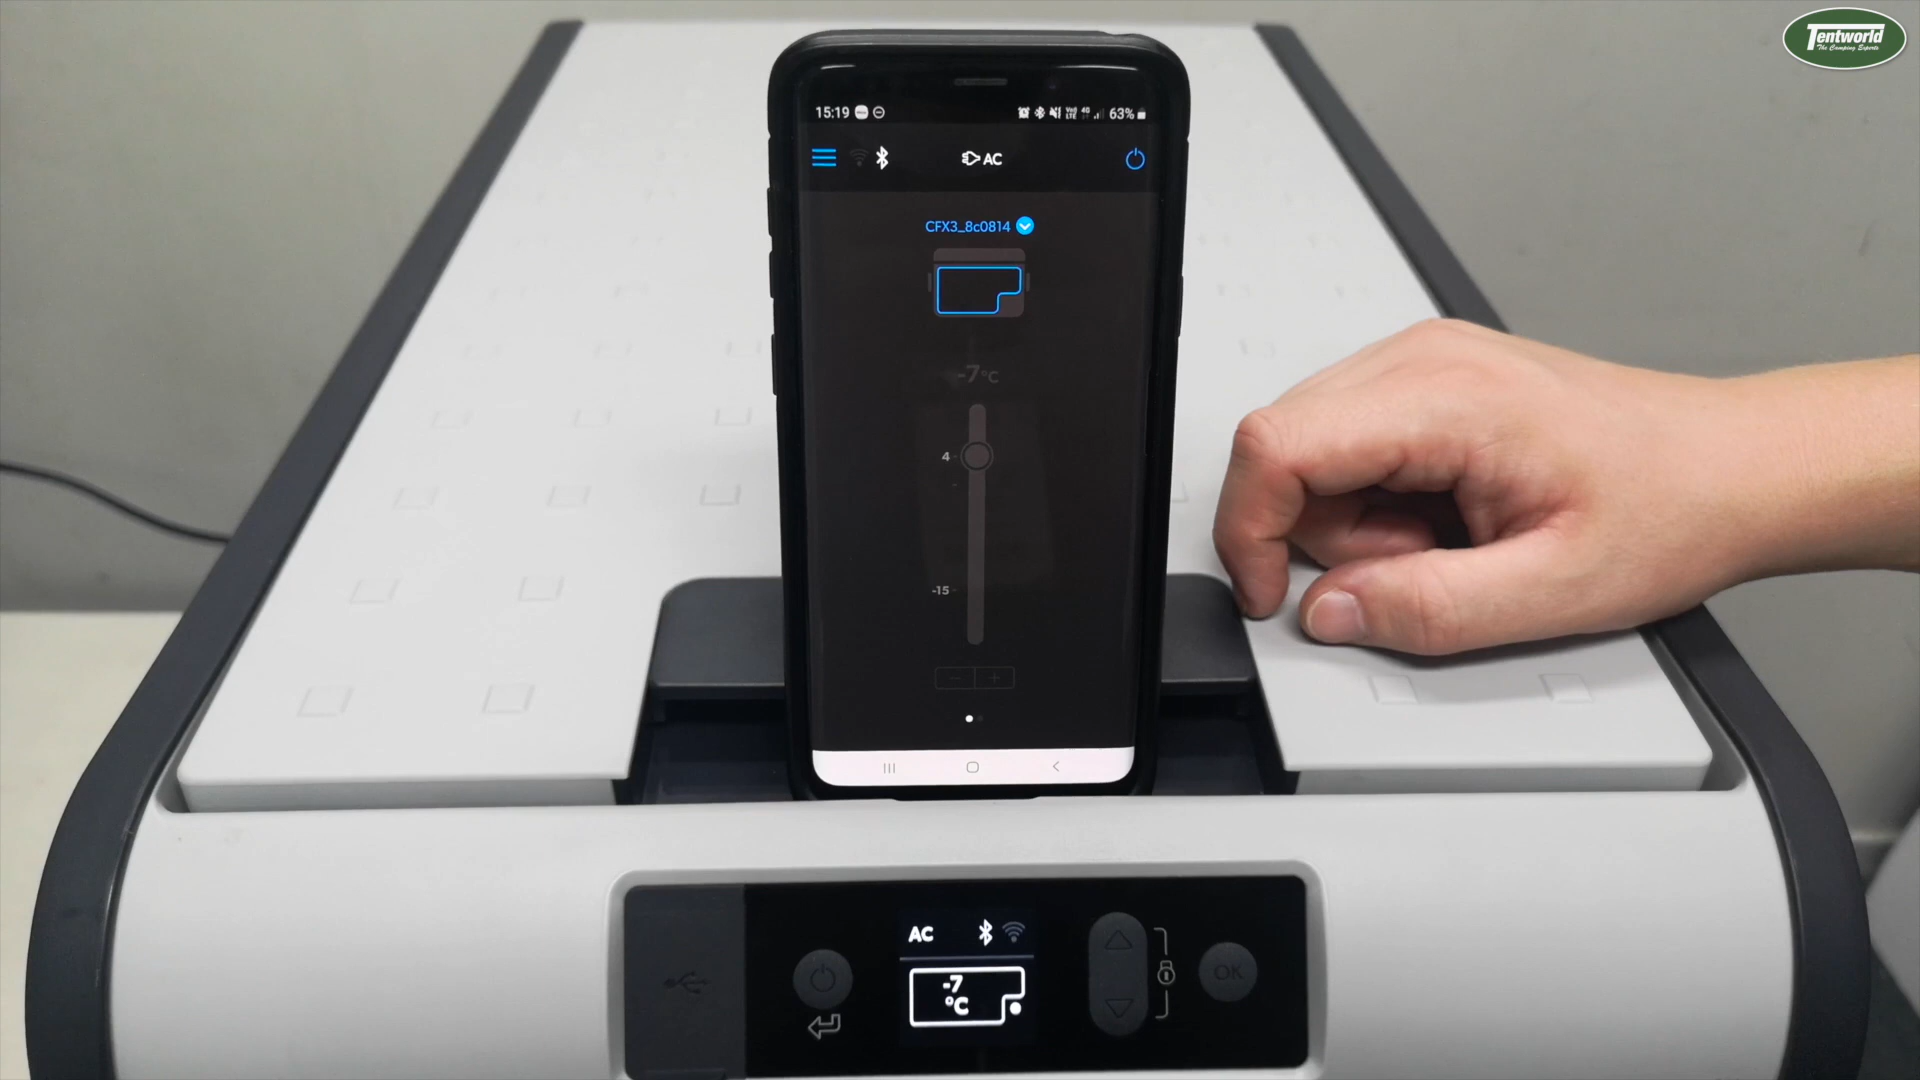 Tentworld
The Camping Experts
15:19
63%
AC
CFX3_8c0814
-7°C
4
-15
- +
AC
-7
°C
OK